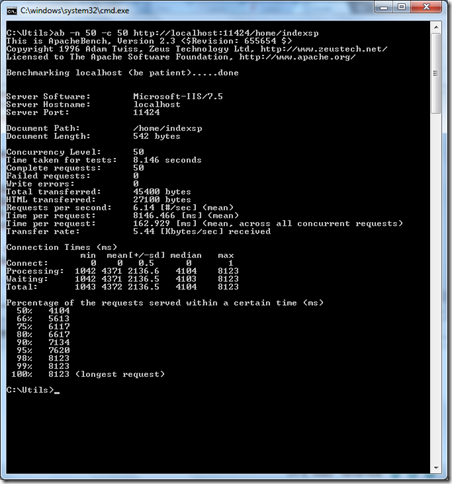 C:\windows\system32\cmd.exe
C:\Utils>ab -n 50 -c 50 http://localhost:11424/home/indexsp
This is ApacheBench, Version 2.3 <$Revision: 655654 $>
Copyright 1996 Adam Twiss, Zeus Technology Ltd, http://www.zeustech.net/
Licensed to The Apache Software Foundation, http://www.apache.org/
Benchmarking localhost (be patient).....done
Server Software: Microsoft-IIS/7.5
Server Hostname: localhost
Server Port: 11424
Document Path: /home/indexsp
Document Length: 542 bytes
Concurrency Level: 50
Time taken for tests: 8.146 seconds
Complete requests: 50
Failed requests: 0
Write errors: 0
Total transferred: 45400 bytes
HTML transferred: 27100 bytes
Requests per second: 6.14 [#/sec] (mean)
Time per request: 8146.466 [ms] (mean)
Time per request: 162.929 [ms] (mean, across all concurrent requests)
Transfer rate: 5.44 [Kbytes/sec] received
Connection Times (ms)
min mean[+/-sd] median max
Connect: 0 0 0.5 0 1
Processing: 1042 4371 2136.6 4104 8123
Waiting: 1042 4371 2136.5 4103 8123
Total: 1043 4372 2136.5 4104 8123
Percentage of the requests served within a certain time (ms)
50% 4104
66% 5613
75% 6117
80% 6617
90% 7134
95% 7620
98% 8123
99% 8123
100% 8123 (longest request)
C:\Utils>_